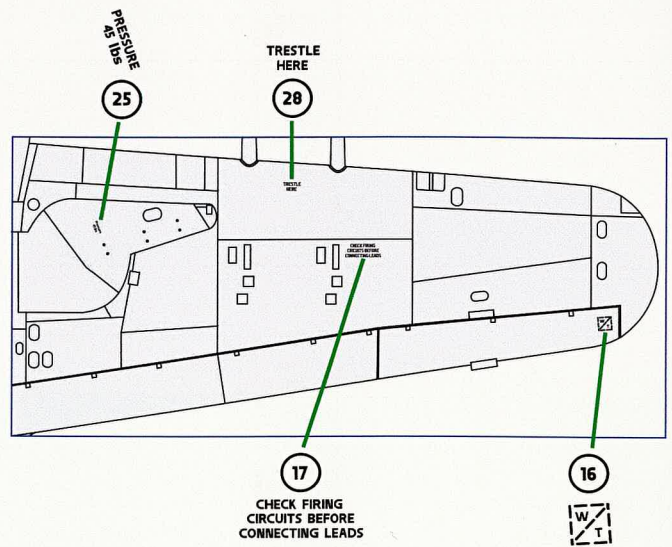 PRESSURE
45 lbs
25
TRESTLE
HERE
28
TRESTLE
HERE
CHECK FIRING
CIRCUITS BEFORE
CONNECTING LEADS
17
CHECK FIRING
CIRCUITS BEFORE
CONNECTING LEADS
16
W
T